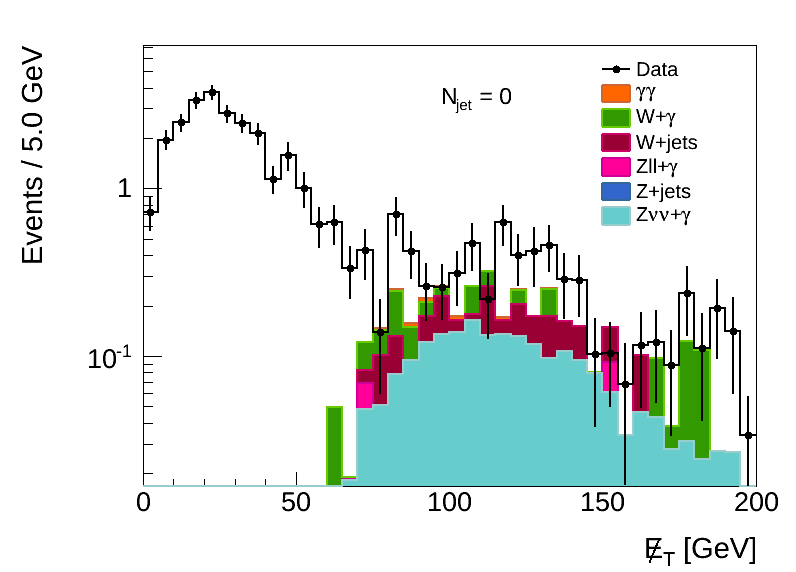 Events / 5.0 GeV
N_jet = 0
Data
γγ
W+γ
W+jets
Zll+γ
Z+jets
Zνν+γ
1
10⁻¹
0 50 100 150 200
E̸_T [GeV]